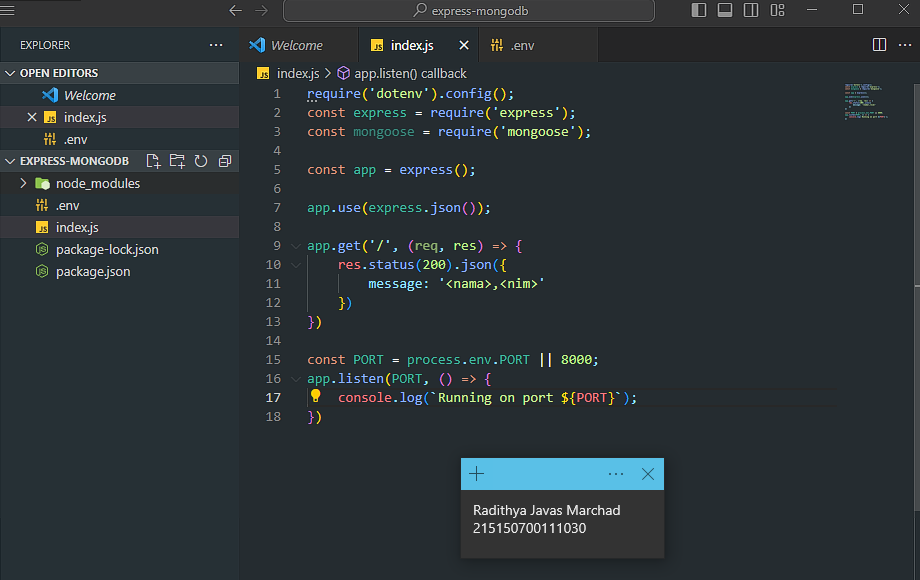 express-mongodb
EXPLORER
Welcome
index.js
.env
OPEN EDITORS
Welcome
index.js
.env
EXPRESS-MONGODB
node_modules
.env
index.js
package-lock.json
package.json
index.js > app.listen() callback
1 require('dotenv').config();
2 const express = require('express');
3 const mongoose = require('mongoose');
4
5 const app = express();
6
7 app.use(express.json());
8
9 app.get('/', (req, res) => {
10 res.status(200).json({
11 message: '<nama>,<nim>'
12 })
13 })
14
15 const PORT = process.env.PORT || 8000;
16 app.listen(PORT, () => {
17 console.log(`Running on port ${PORT}`);
18 })
Radithya Javas Marchad
215150700111030